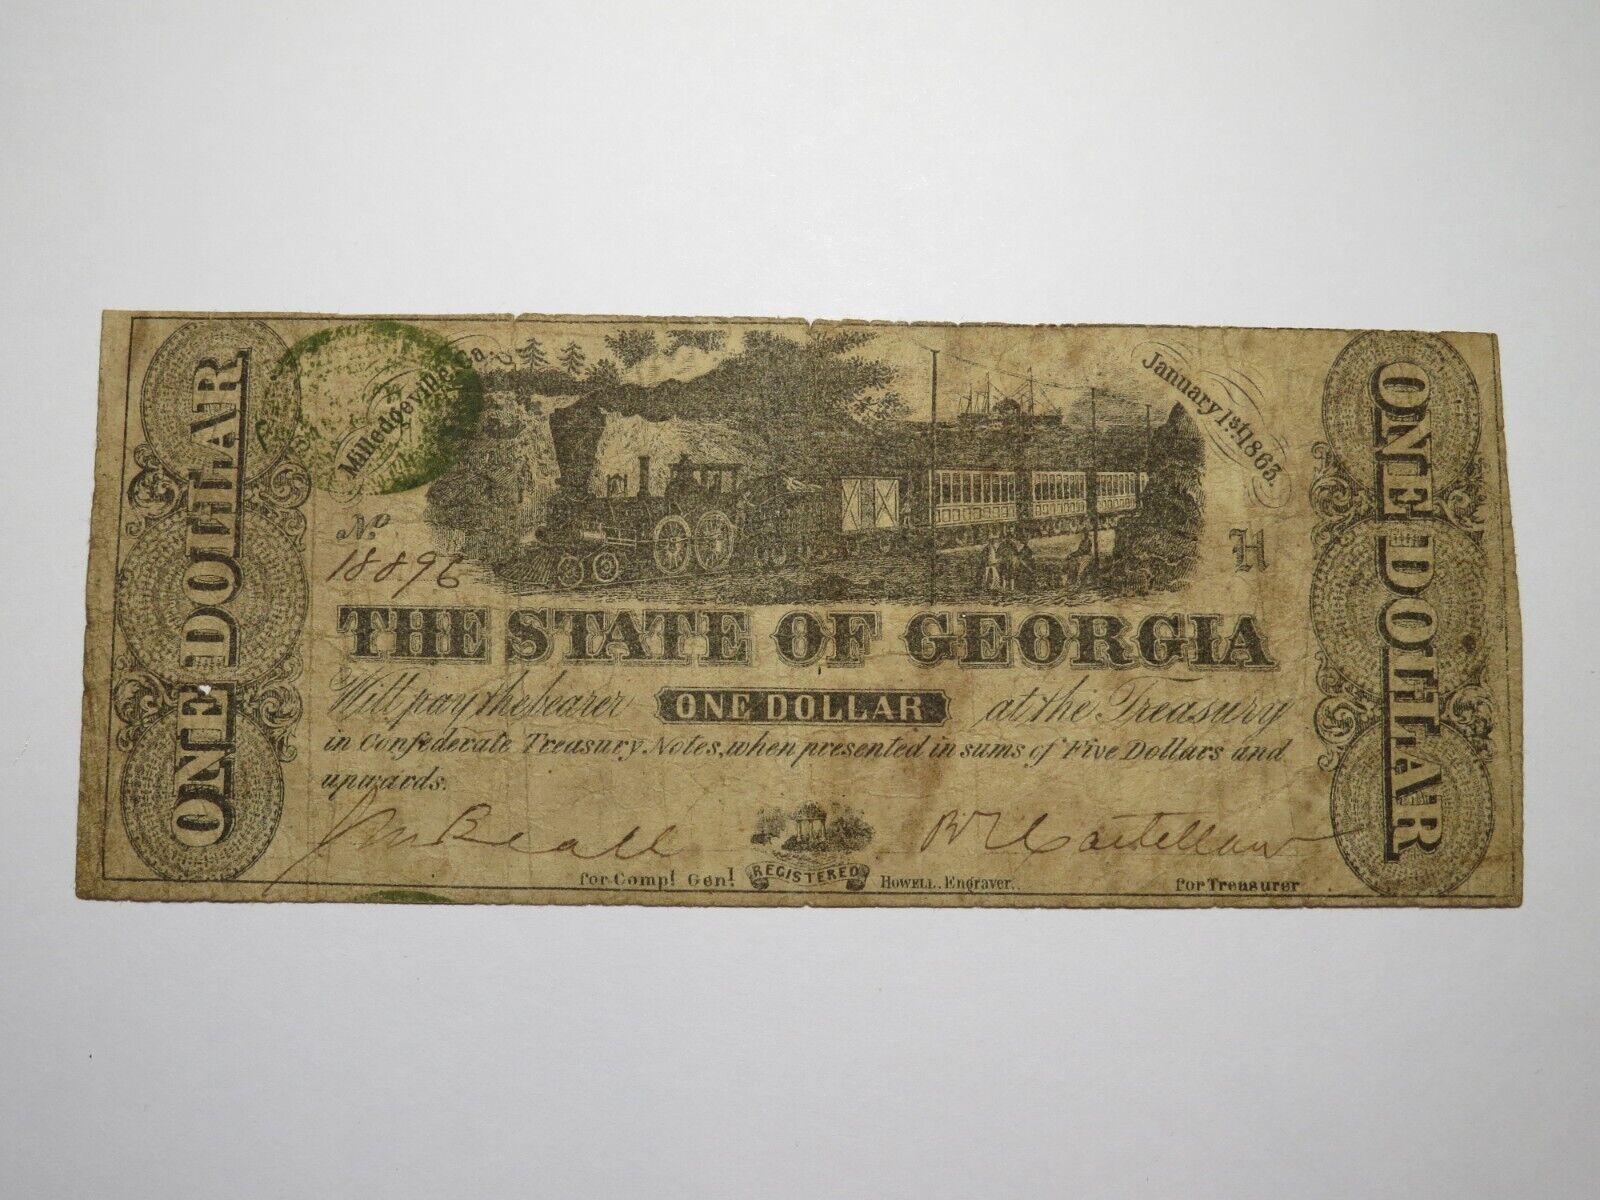 ONE DOLLAR
Milledgeville, Ga.
January 1st, 1863.
No.
18896
H
THE STATE OF GEORGIA
Will pay the bearer ONE DOLLAR at the Treasury
in Confederate Treasury Notes, when presented in sums of Five Dollars and
upwards.
Beall
for Compt. Genl.
REGISTERED
HOWELL. Engraver.
for Treasurer
ONE DOLLAR